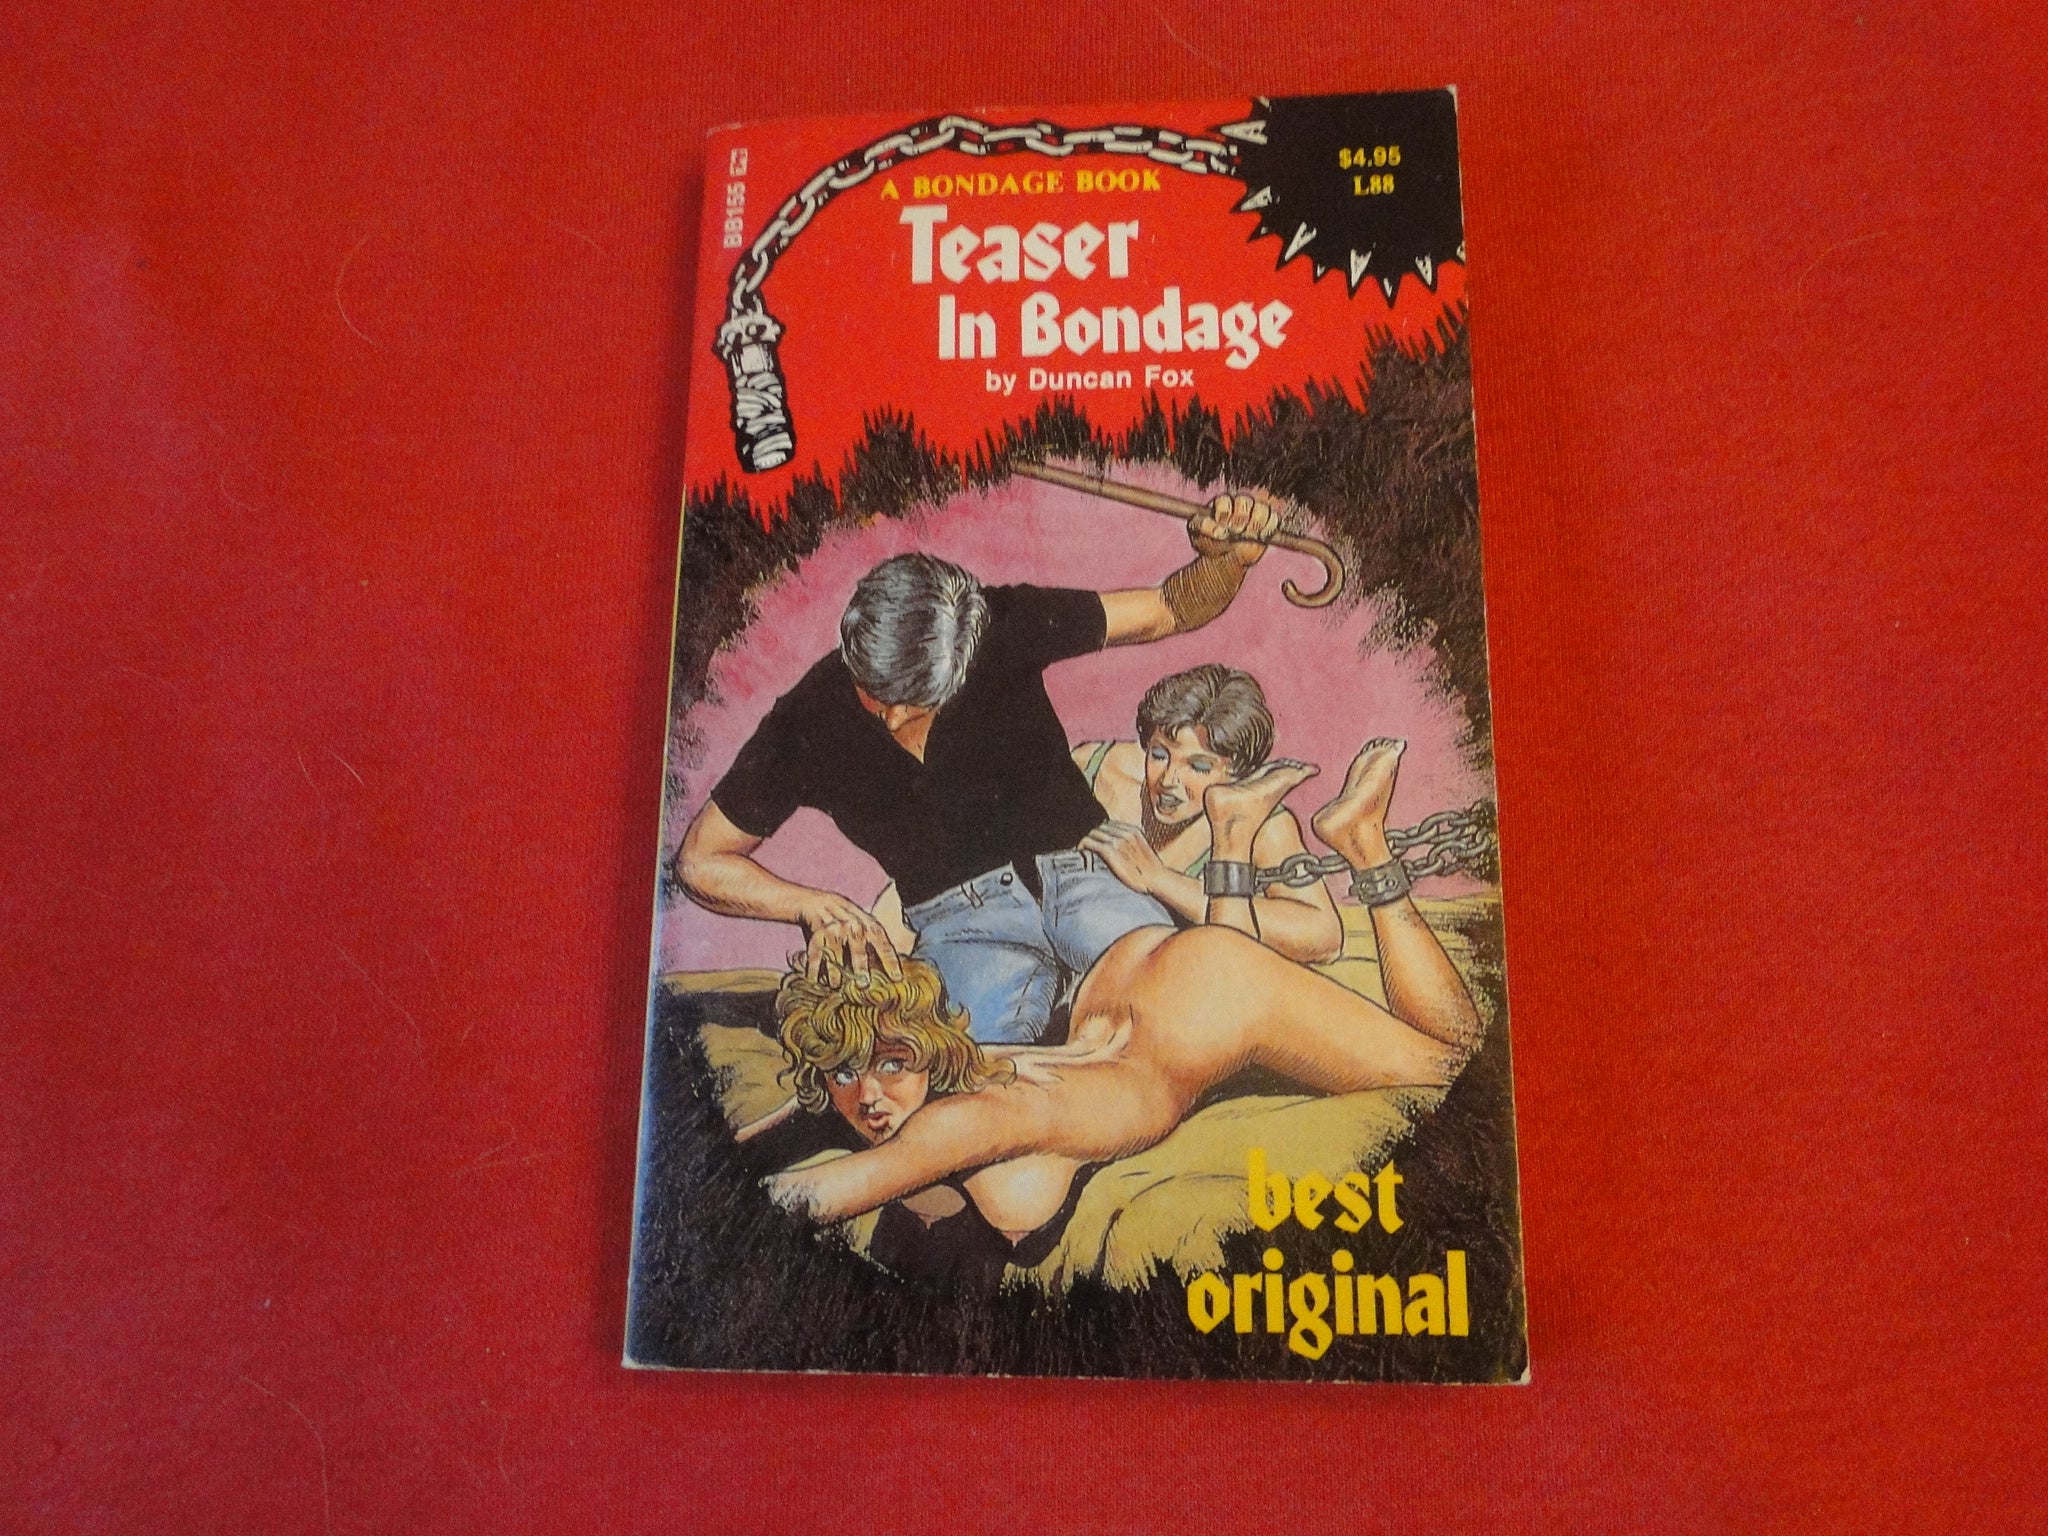 BB155
A BONDAGE BOOK
$4.95
L88
Teaser
In Bondage
by Duncan Fox
best
original